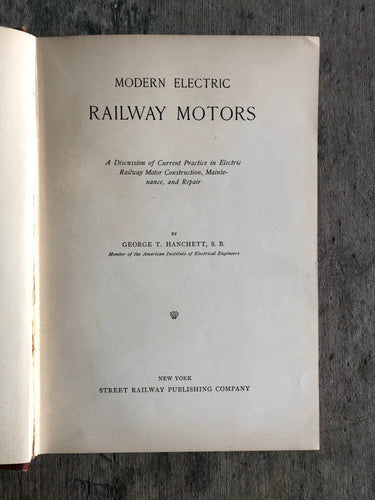 MODERN ELECTRIC
RAILWAY MOTORS
A Discussion of Current Practice in Electric
Railway Motor Construction, Mainte-
nance, and Repair
BY
GEORGE T. HANCHETT, S. B.
Member of the American Institute of Electrical Engineers
NEW YORK
STREET RAILWAY PUBLISHING COMPANY